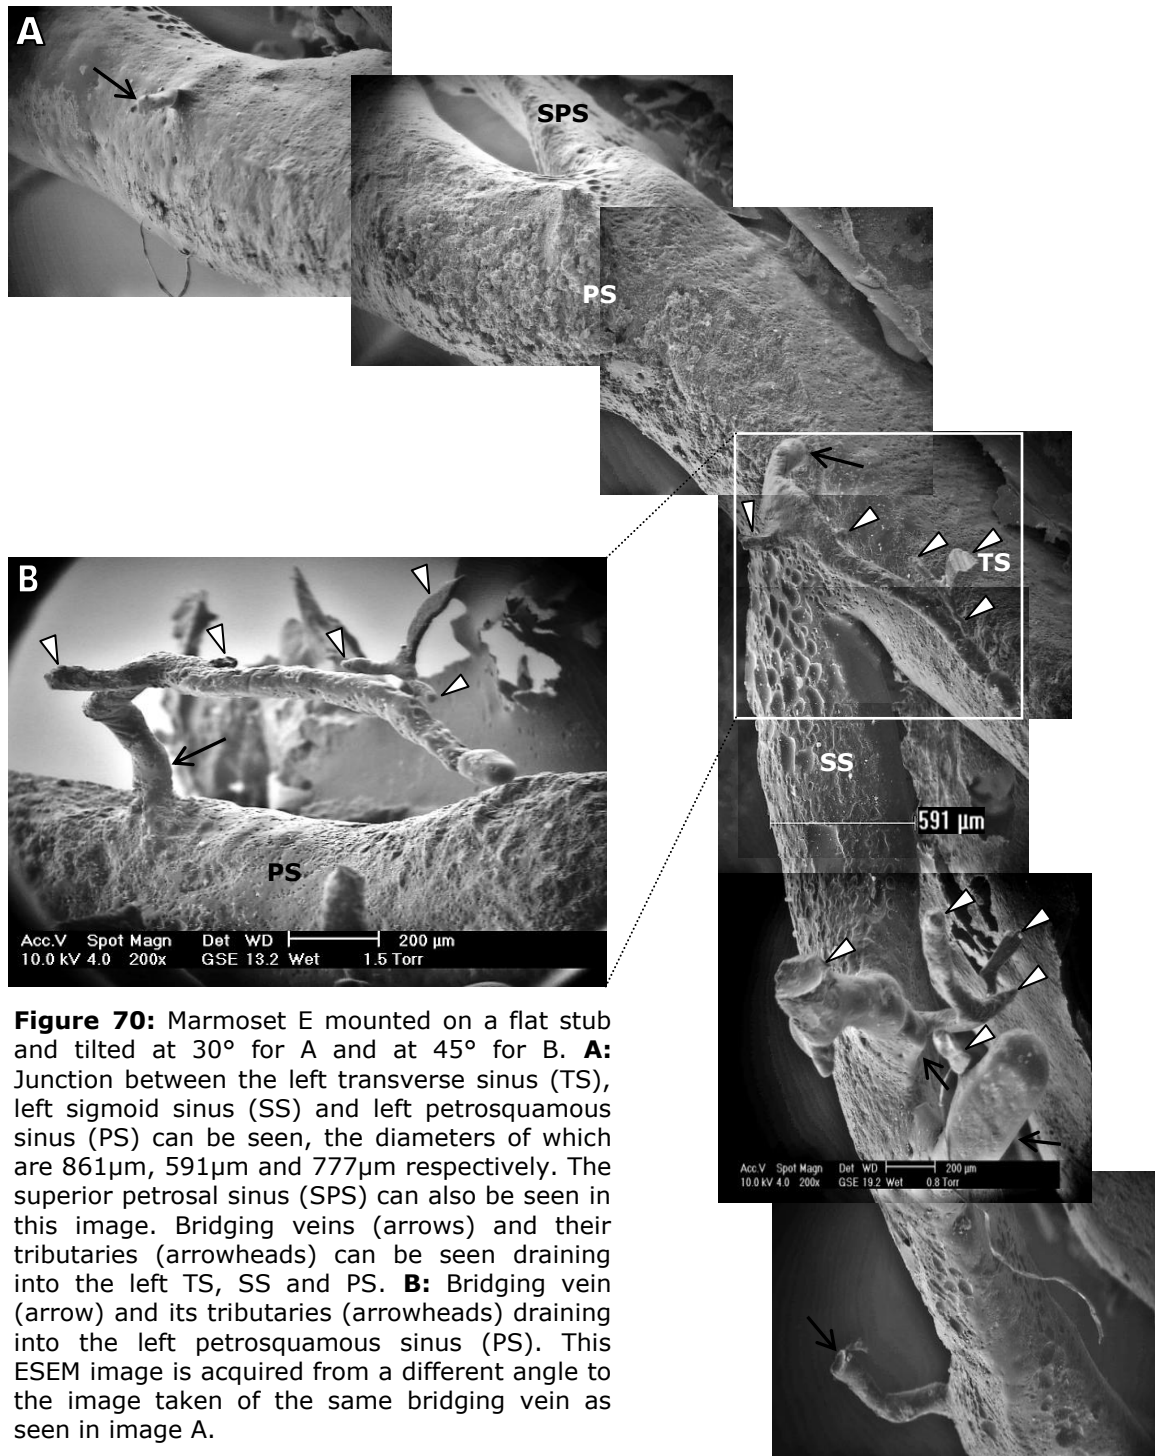 A
SPS
PS
TS
B
SS
591 µm
PS
Acc.V Spot Magn Det WD 200 µm
10.0 kV 4.0 200x GSE 13.2 Wet 1.5 Torr
Acc.V Spot Magn Det WD 200 µm
10.0 kV 4.0 200x GSE 19.2 Wet 0.8 Torr
Figure 70: Marmoset E mounted on a flat stub
and tilted at 30° for A and at 45° for B. A:
Junction between the left transverse sinus (TS),
left sigmoid sinus (SS) and left petrosquamous
sinus (PS) can be seen, the diameters of which
are 861µm, 591µm and 777µm respectively. The
superior petrosal sinus (SPS) can also be seen in
this image. Bridging veins (arrows) and their
tributaries (arrowheads) can be seen draining
into the left TS, SS and PS. B: Bridging vein
(arrow) and its tributaries (arrowheads) draining
into the left petrosquamous sinus (PS). This
ESEM image is acquired from a different angle to
the image taken of the same bridging vein as
seen in image A.